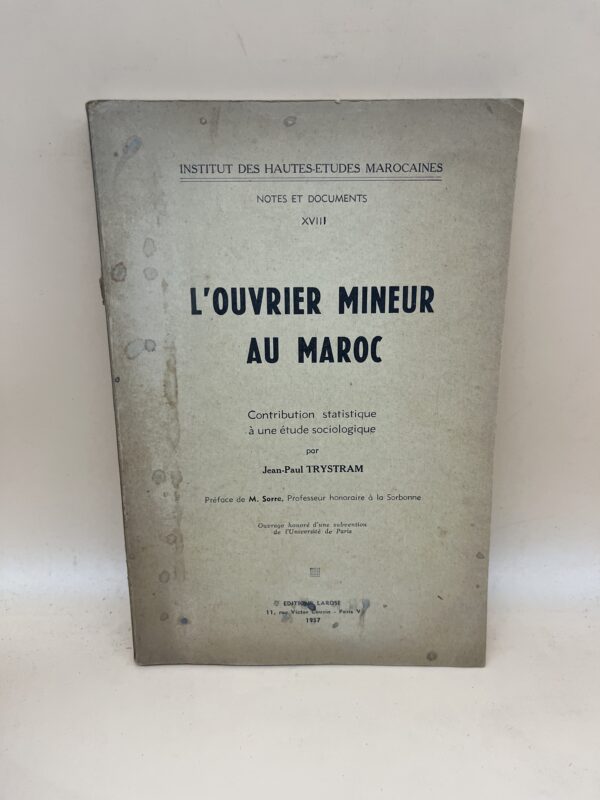 INSTITUT DES HAUTES-ETUDES MAROCAINES
NOTES ET DOCUMENTS
XVIII
L'OUVRIER MINEUR
AU MAROC
Contribution statistique
à une étude sociologique
par
Jean-Paul TRYSTRAM
Préface de M. Sorre, Professeur honoraire à la Sorbonne
Ouvrage honoré d'une subvention
de l'Université de Paris
EDITIONS LAROSE
11, rue Victor Cousin - Paris V
1957